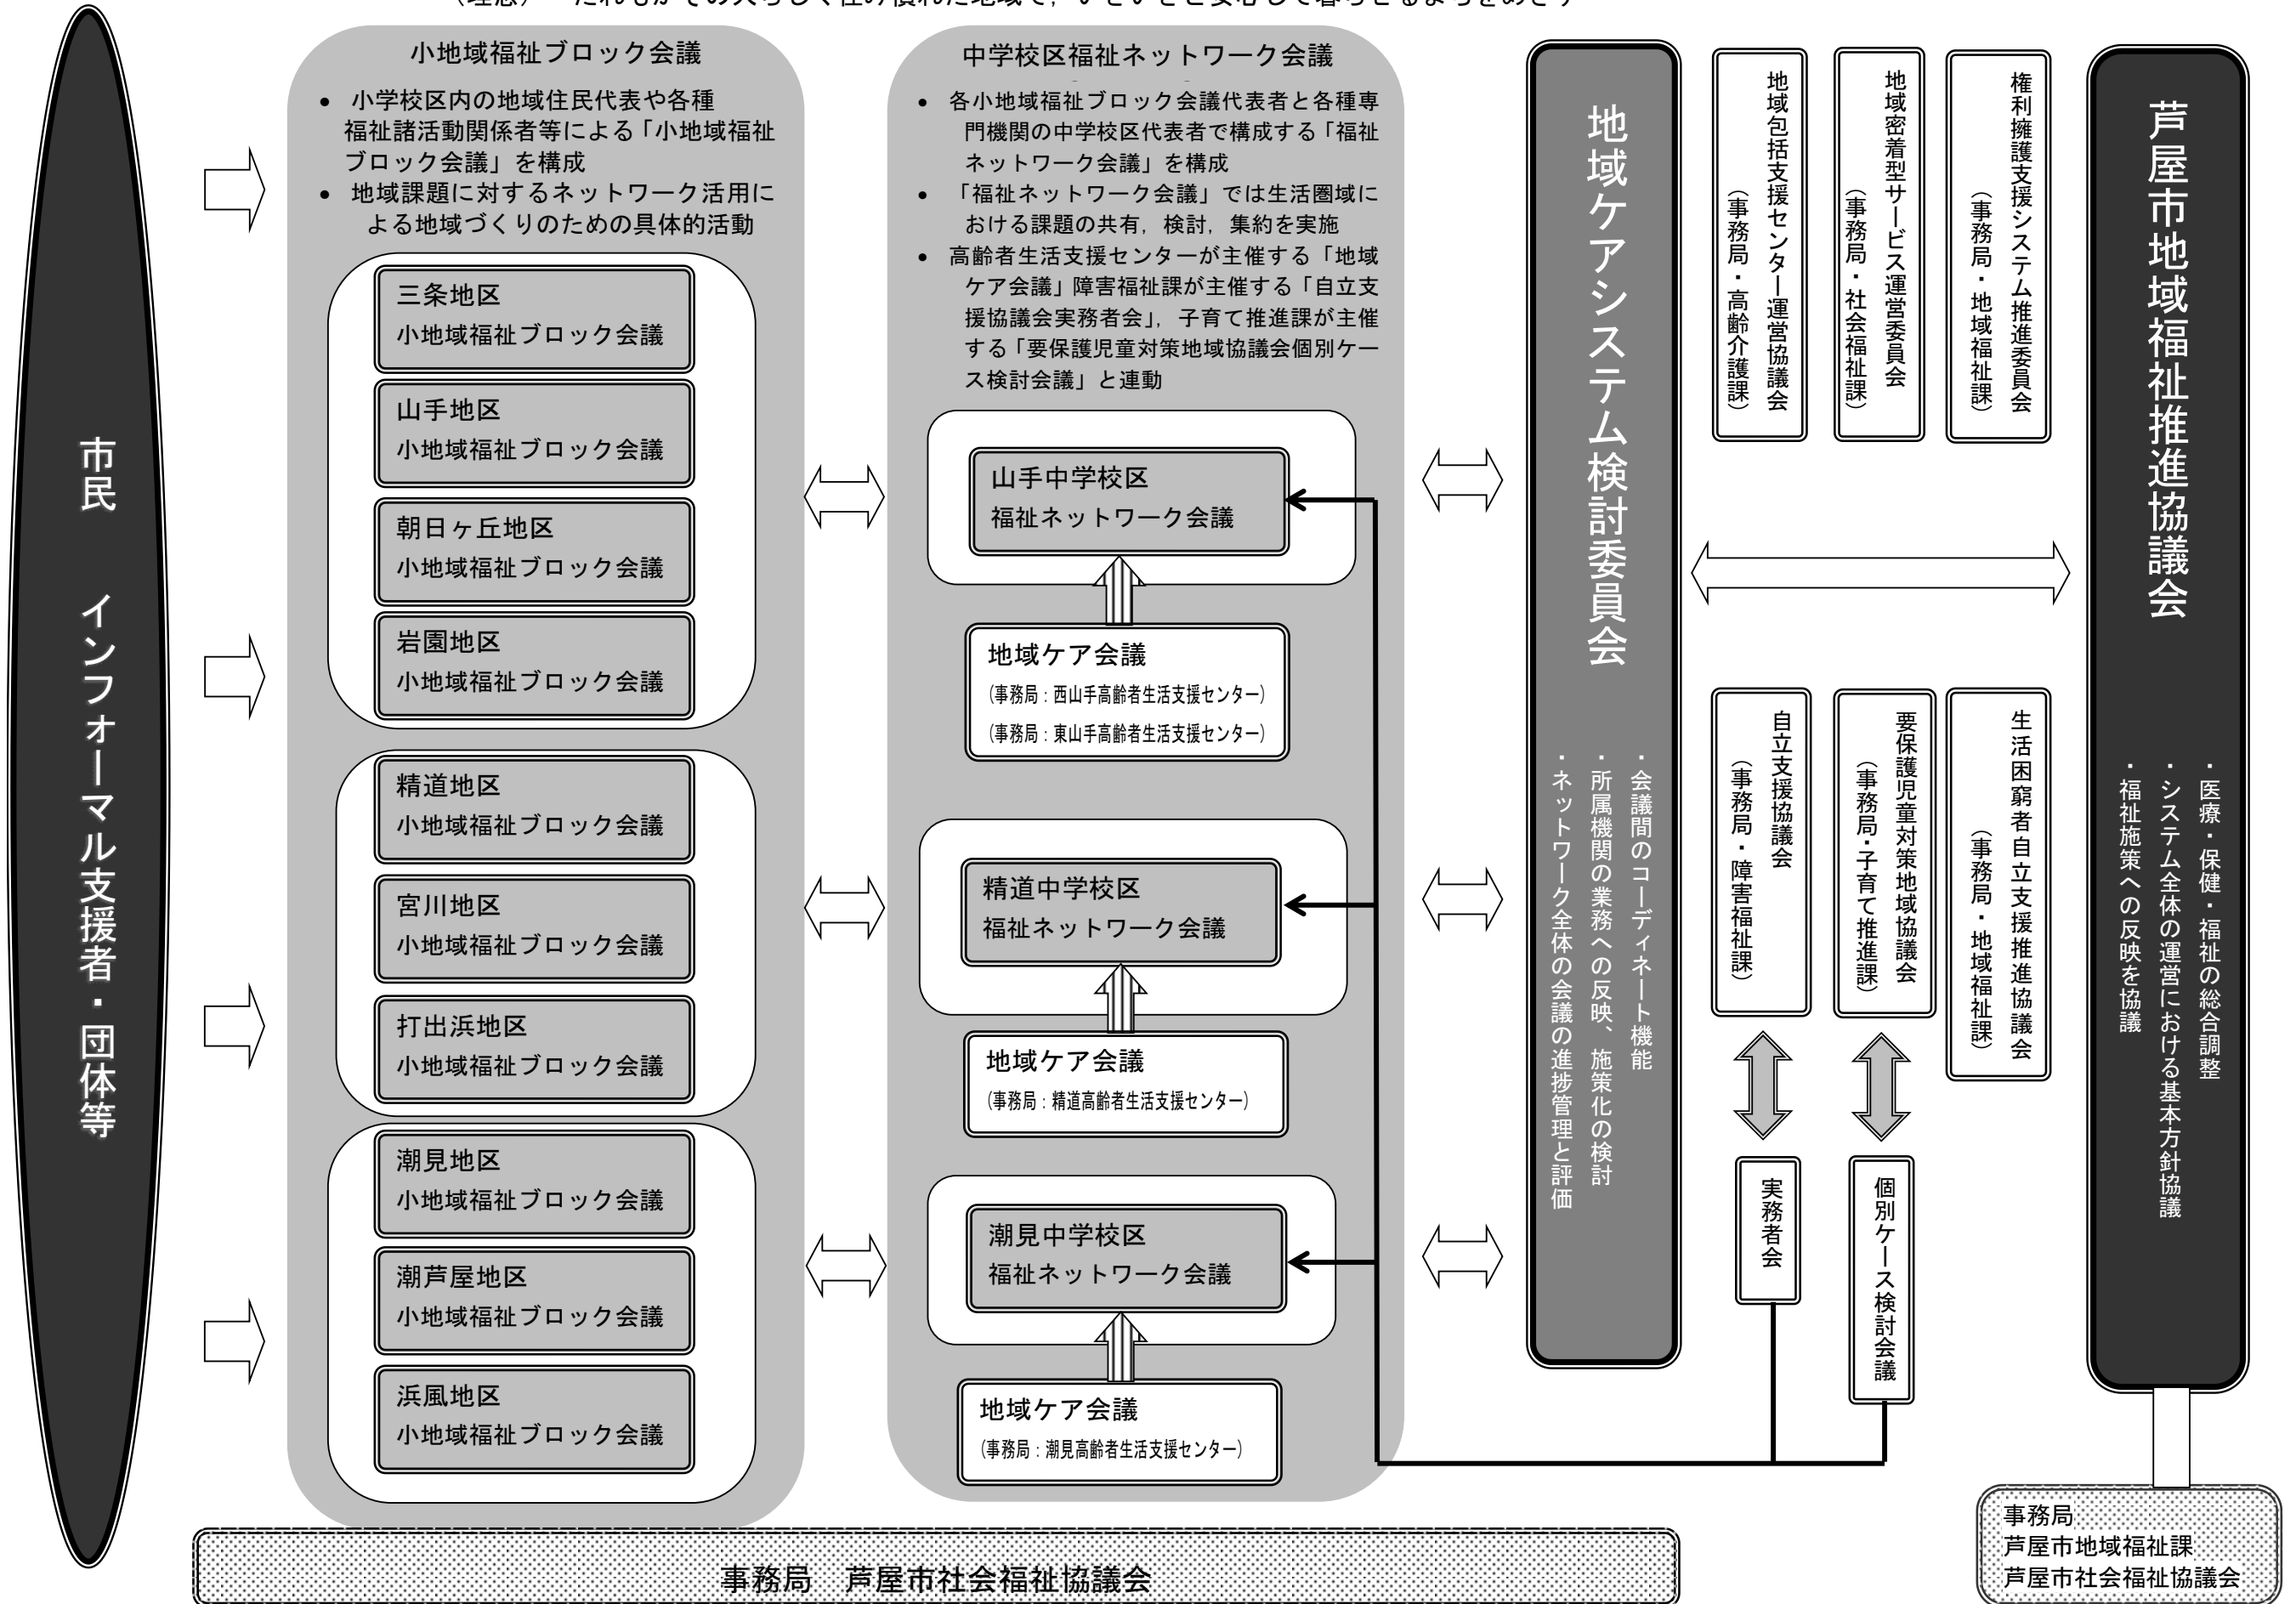 （理念） だれもがその人らしく住み慣れた地域で，いきいきと安心して暮らせるまちをめざす
市民 インフォーマル支援者・団体等
小地域福祉ブロック会議
• 小学校区内の地域住民代表や各種
福祉諸活動関係者等による「小地域福祉
ブロック会議」を構成
• 地域課題に対するネットワーク活用に
よる地域づくりのための具体的活動
三条地区
小地域福祉ブロック会議
山手地区
小地域福祉ブロック会議
朝日ヶ丘地区
小地域福祉ブロック会議
岩園地区
小地域福祉ブロック会議
精道地区
小地域福祉ブロック会議
宮川地区
小地域福祉ブロック会議
打出浜地区
小地域福祉ブロック会議
潮見地区
小地域福祉ブロック会議
潮芦屋地区
小地域福祉ブロック会議
浜風地区
小地域福祉ブロック会議
中学校区福祉ネットワーク会議
• 各小地域福祉ブロック会議代表者と各種専
門機関の中学校区代表者で構成する「福祉
ネットワーク会議」を構成
• 「福祉ネットワーク会議」では生活圏域に
おける課題の共有，検討，集約を実施
• 高齢者生活支援センターが主催する「地域
ケア会議」障害福祉課が主催する「自立支
援協議会実務者会」，子育て推進課が主催
する「要保護児童対策地域協議会個別ケー
ス検討会議」と連動
山手中学校区
福祉ネットワーク会議
地域ケア会議
（事務局：西山手高齢者生活支援センター）
（事務局：東山手高齢者生活支援センター）
精道中学校区
福祉ネットワーク会議
地域ケア会議
（事務局：精道高齢者生活支援センター）
潮見中学校区
福祉ネットワーク会議
地域ケア会議
（事務局：潮見高齢者生活支援センター）
地域ケアシステム検討委員会
・会議間のコーディネート機能
・所属機関の業務への反映、施策化の検討
・ネットワーク全体の会議の進捗管理と評価
地域包括支援センター運営協議会
（事務局・高齢介護課）
地域密着型サービス運営委員会
（事務局・社会福祉課）
権利擁護支援システム推進委員会
（事務局・地域福祉課）
自立支援協議会
（事務局・障害福祉課）
要保護児童対策地域協議会
（事務局・子育て推進課）
生活困窮者自立支援推進協議会
（事務局・地域福祉課）
実務者会
個別ケース検討会議
芦屋市地域福祉推進協議会
・医療・保健・福祉の総合調整
・システム全体の運営における基本方針協議
・福祉施策への反映を協議
事務局 芦屋市社会福祉協議会
事務局
芦屋市地域福祉課
芦屋市社会福祉協議会